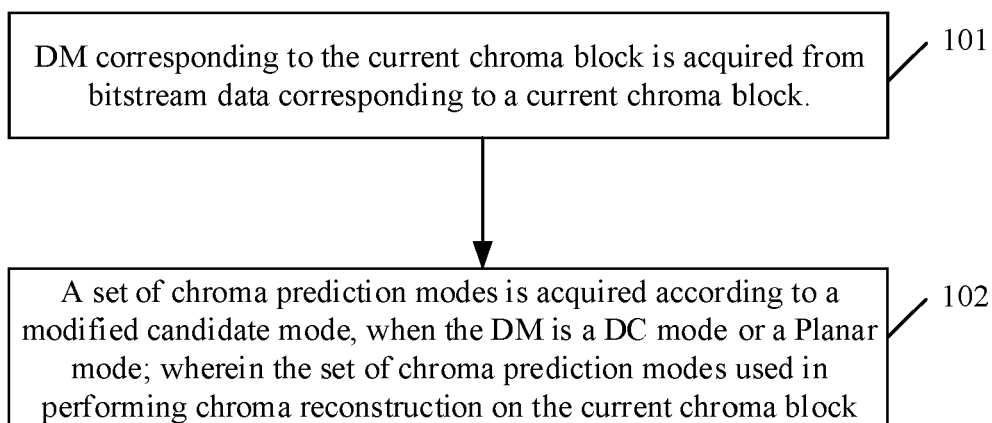 DM corresponding to the current chroma block is acquired from
bitstream data corresponding to a current chroma block.
101
A set of chroma prediction modes is acquired according to a
modified candidate mode, when the DM is a DC mode or a Planar
mode; wherein the set of chroma prediction modes used in
performing chroma reconstruction on the current chroma block
102